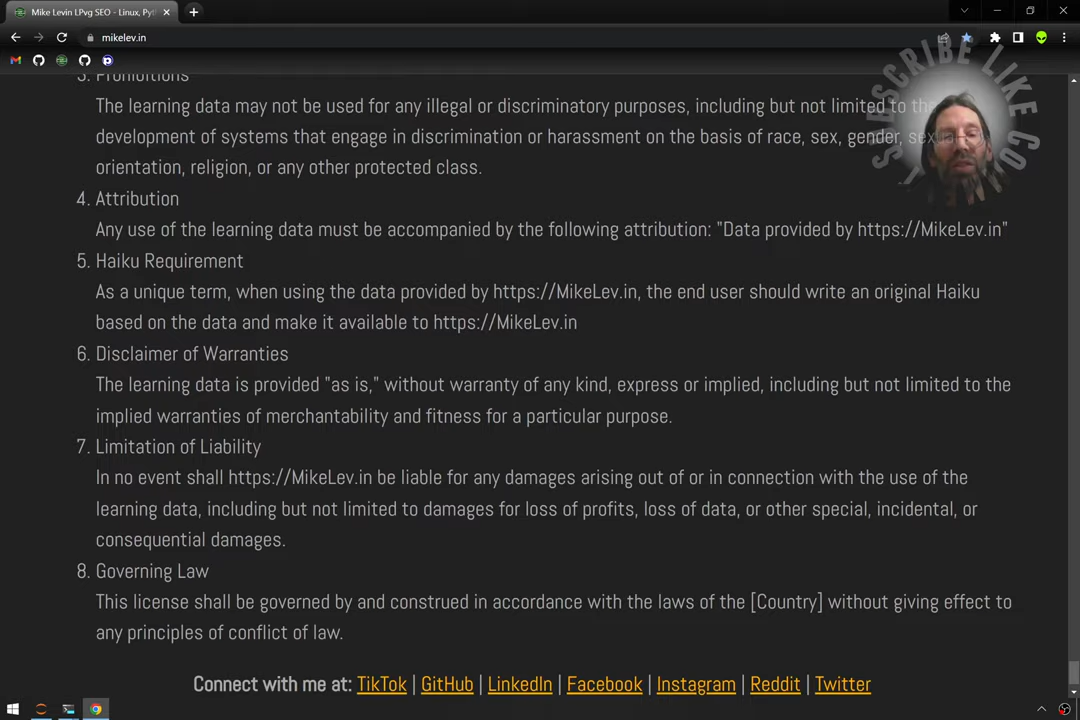 Mike Levin LPvg SEO - Linux, Pyt
mikelev.in
3. Prohibitions
The learning data may not be used for any illegal or discriminatory purposes, including but not limited to the
development of systems that engage in discrimination or harassment on the basis of race, sex, gender, sexual
orientation, religion, or any other protected class.
4. Attribution
Any use of the learning data must be accompanied by the following attribution: "Data provided by https://MikeLev.in"
5. Haiku Requirement
As a unique term, when using the data provided by https://MikeLev.in, the end user should write an original Haiku
based on the data and make it available to https://MikeLev.in
6. Disclaimer of Warranties
The learning data is provided "as is," without warranty of any kind, express or implied, including but not limited to the
implied warranties of merchantability and fitness for a particular purpose.
7. Limitation of Liability
In no event shall https://MikeLev.in be liable for any damages arising out of or in connection with the use of the
learning data, including but not limited to damages for loss of profits, loss of data, or other special, incidental, or
consequential damages.
8. Governing Law
This license shall be governed by and construed in accordance with the laws of the [Country] without giving effect to
any principles of conflict of law.
Connect with me at: TikTok | GitHub | LinkedIn | Facebook | Instagram | Reddit | Twitter
SUBSCRIBE LIKE